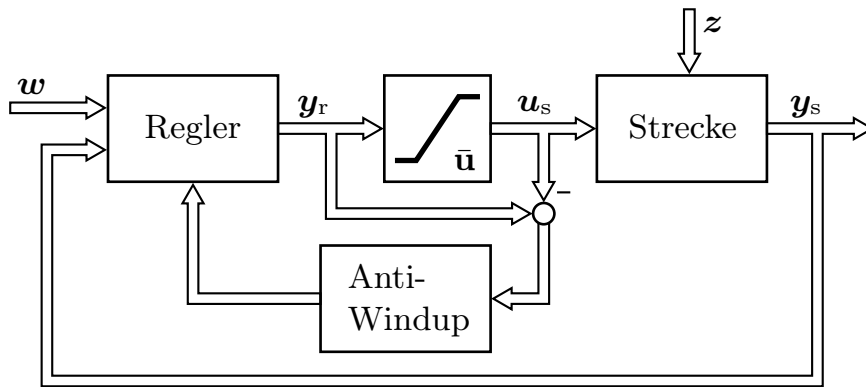 z
w
y_r
u_s
y_s
Regler
Strecke
ū
–
Anti-
Windup